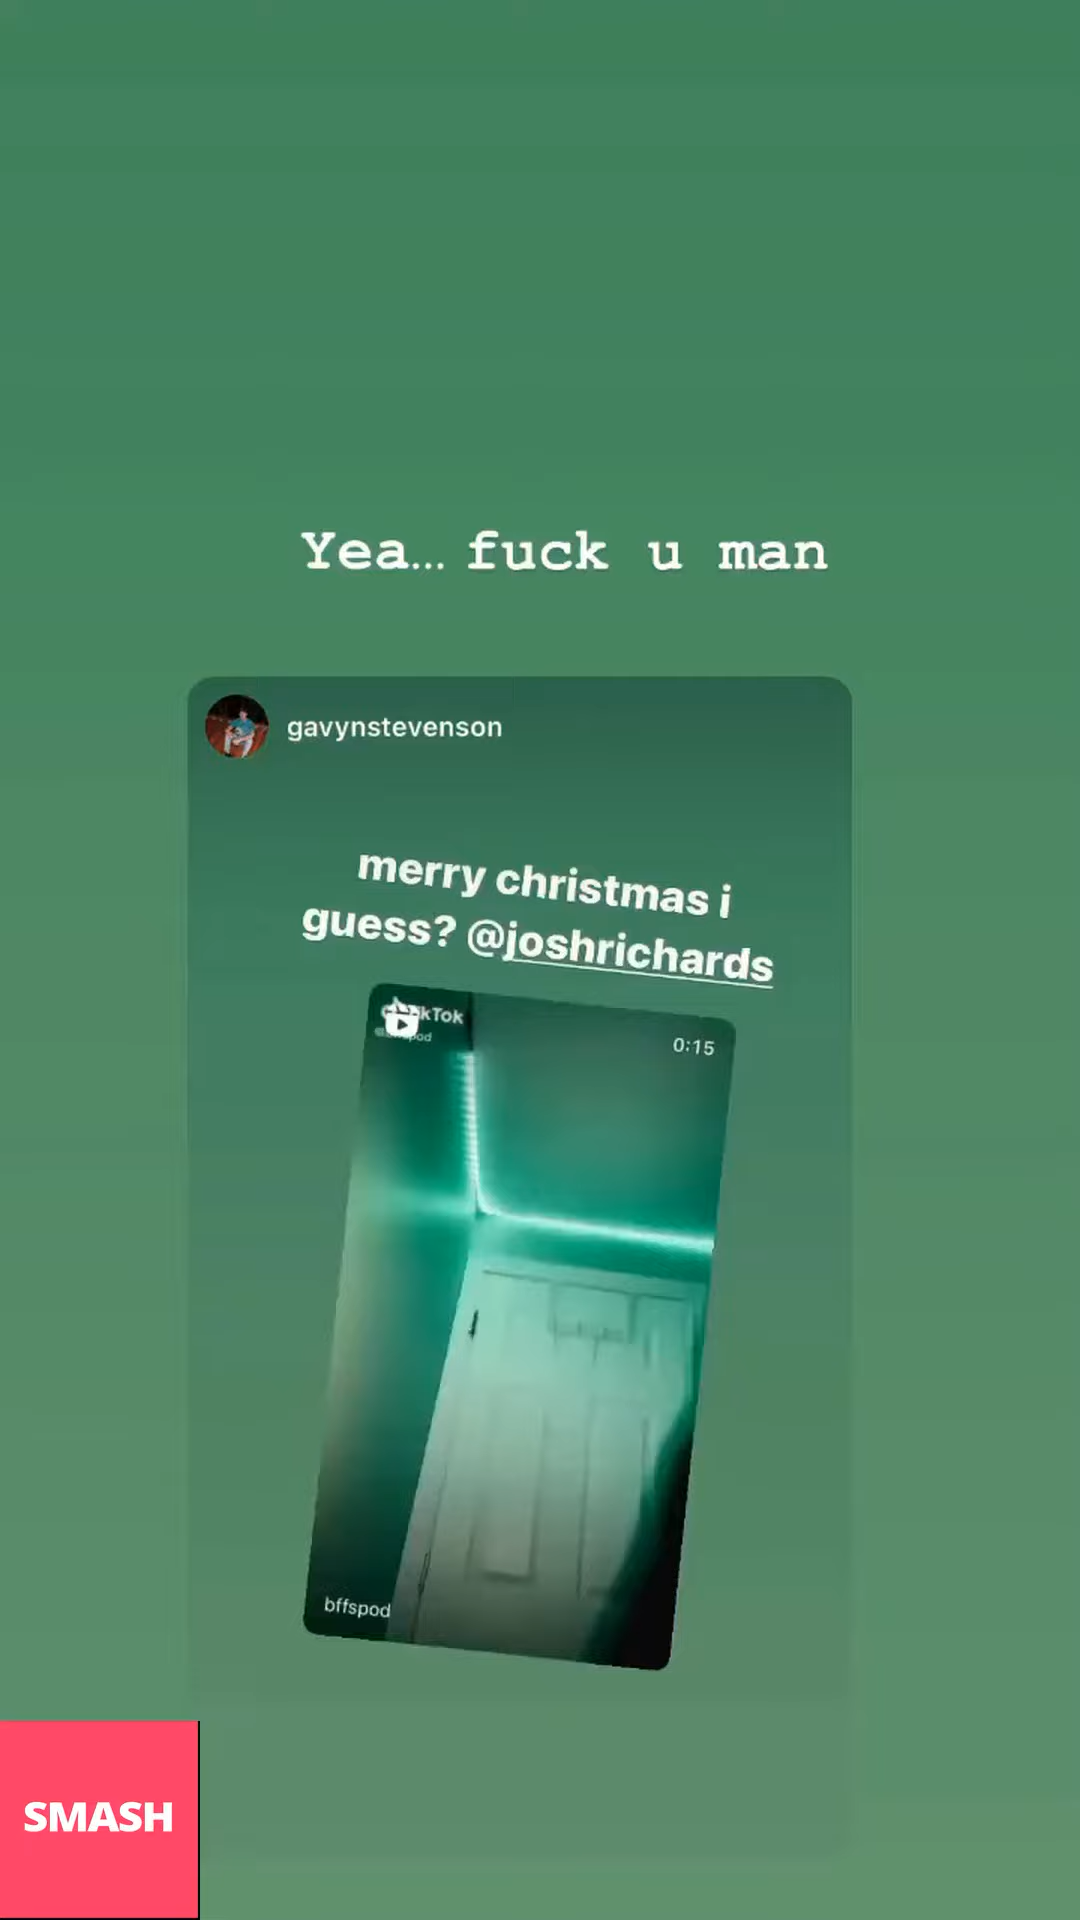 Yea… fuck u man
gavynstevenson
merry christmas i
guess? @joshrichards
0:15
bffspod
SMASH